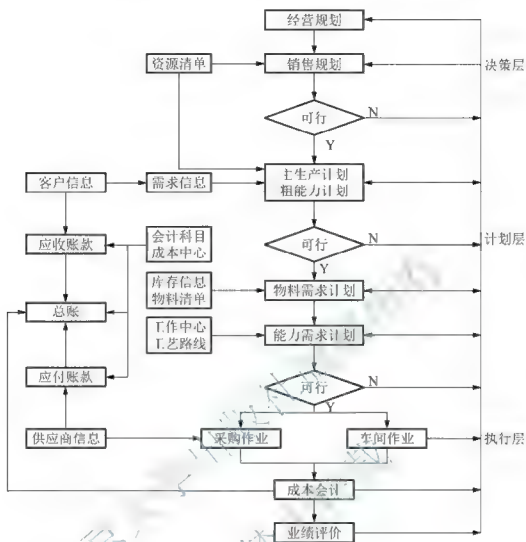 经营规划
资源清单
销售规划
决策层
可行
N
Y
主生产计划
粗能力计划
客户信息
需求信息
应收账款
会计科目
成本中心
可行
N
计划层
Y
库存信息
物料清单
物料需求计划
总账
工作中心
工艺路线
能力需求计划
应付账款
可行
N
Y
供应商信息
采购作业
车间作业
执行层
成本会计
业绩评价